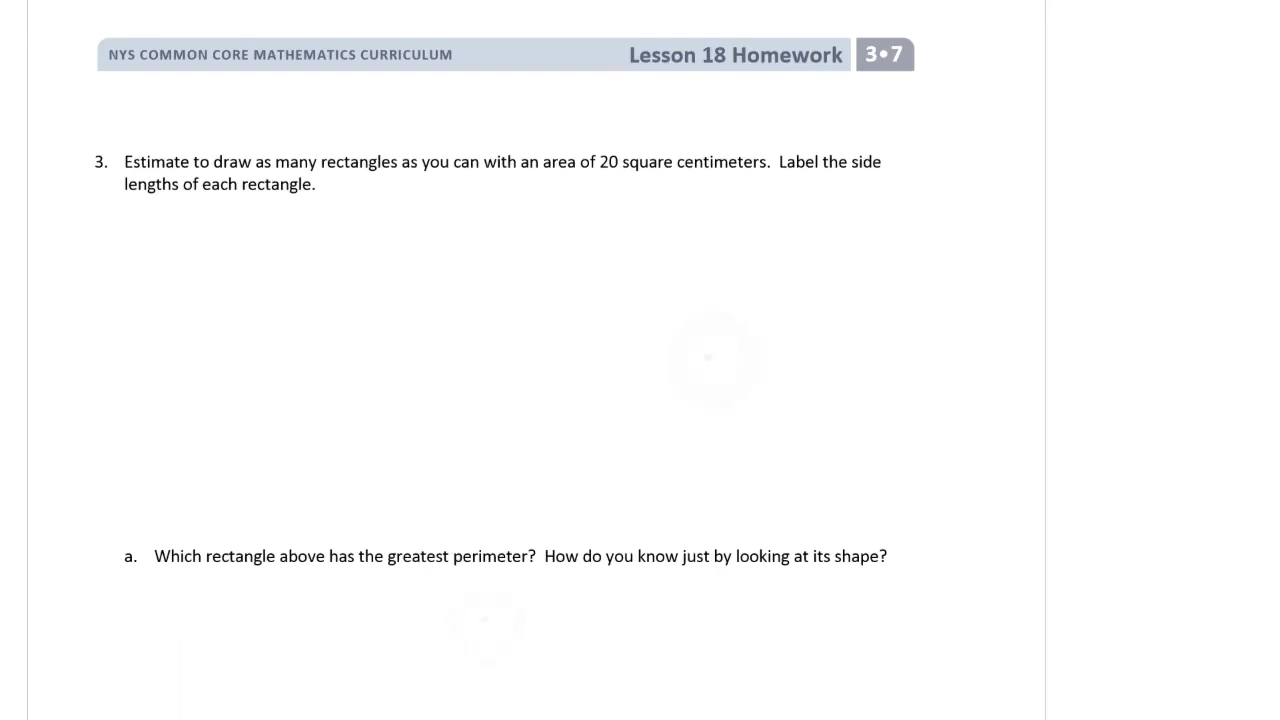 NYS COMMON CORE MATHEMATICS CURRICULUM Lesson 18 Homework 3•7
3. Estimate to draw as many rectangles as you can with an area of 20 square centimeters. Label the side
lengths of each rectangle.
a. Which rectangle above has the greatest perimeter? How do you know just by looking at its shape?